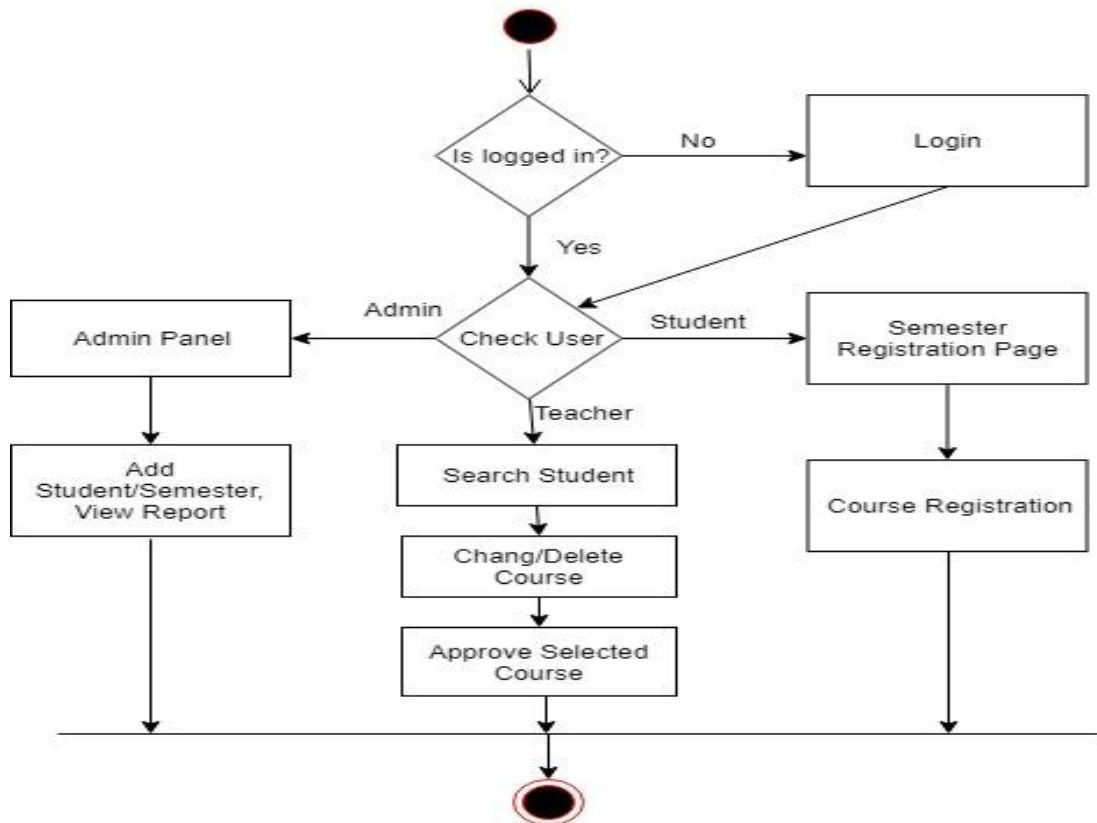 Is logged in?
No
Login
Yes
Admin
Student
Admin Panel
Check User
Semester
Registration Page
Teacher
Add
Student/Semester,
View Report
Search Student
Course Registration
Chang/Delete
Course
Approve Selected
Course